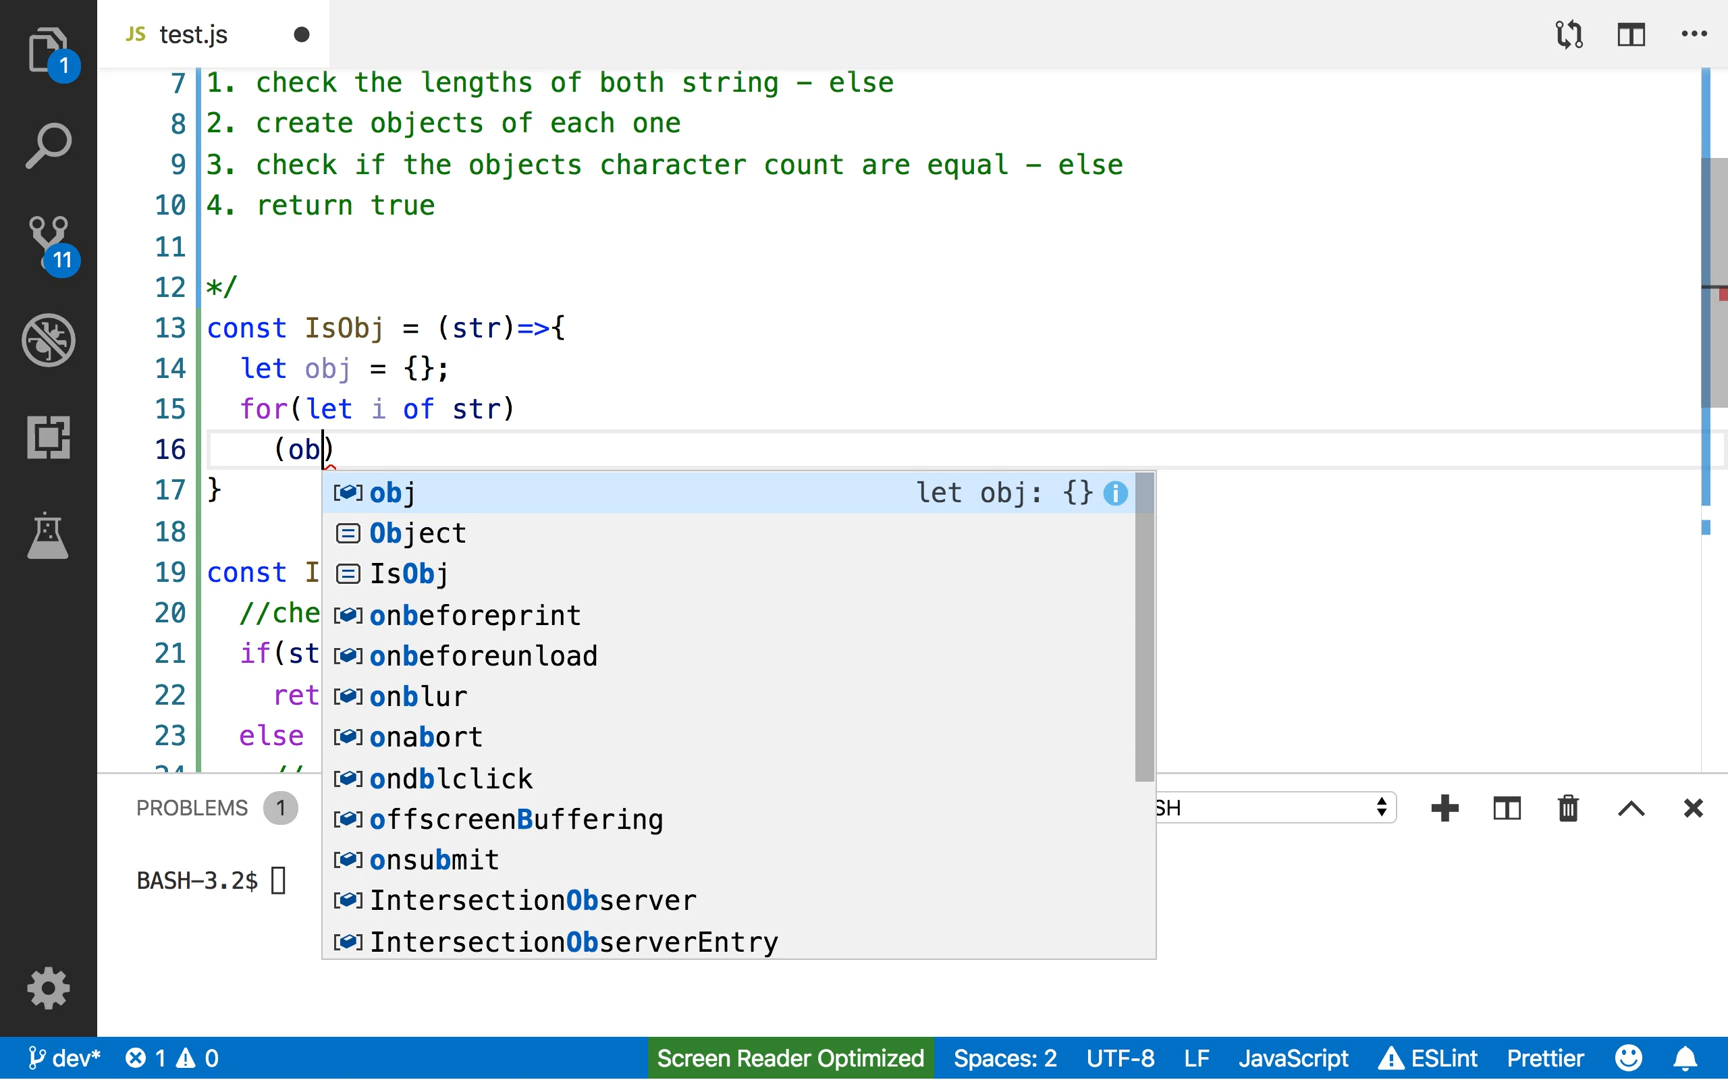 JS test.js
7 1. check the lengths of both string – else
8 2. create objects of each one
9 3. check if the objects character count are equal – else
10 4. return true
11
12 */
13 const IsObj = (str)=>{
14 let obj = {};
15 for(let i of str)
16 (ob)
17 }
obj let obj: {}
18
Object
19 const I
IsObj
20 //che
onbeforeprint
21 if(st
onbeforeunload
22 ret
onblur
23 else
onabort
24 //
ondblclick
offscreenBuffering
onsubmit
IntersectionObserver
IntersectionObserverEntry
PROBLEMS 1
SH
BASH–3.2$
1
11
dev* 1 0 Screen Reader Optimized Spaces: 2 UTF-8 LF JavaScript ESLint Prettier